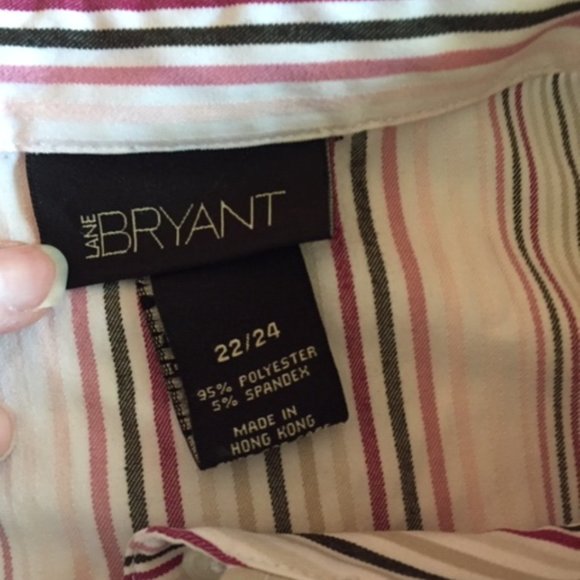 LANE BRYANT
22/24
95% POLYESTER
5% SPANDEX
MADE IN
HONG KONG